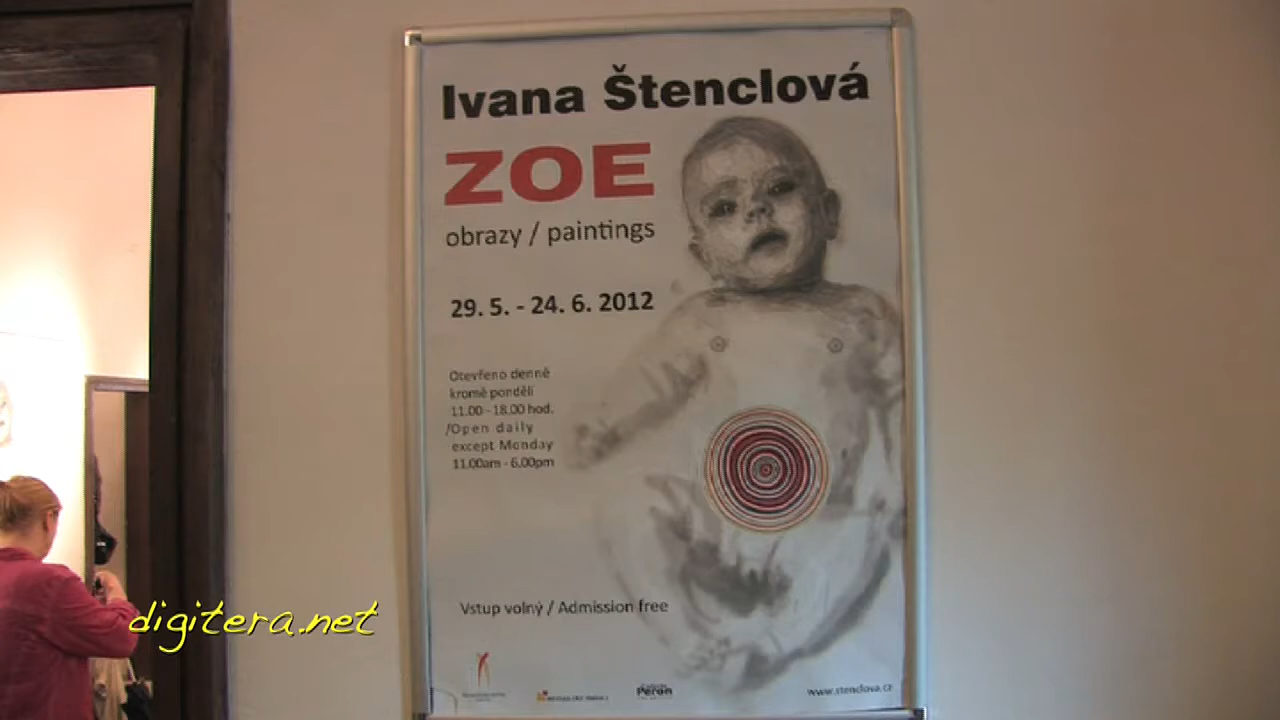 Ivana Štenclová
ZOE
obrazy / paintings
29. 5. - 24. 6. 2012
Otevřeno denně
kromě pondělí
11.00 - 18.00 hod.
/Open daily
except Monday
11.00am - 6.00pm
Vstup volný / Admission free
Peron
www.stenclova.cz
digitera.net